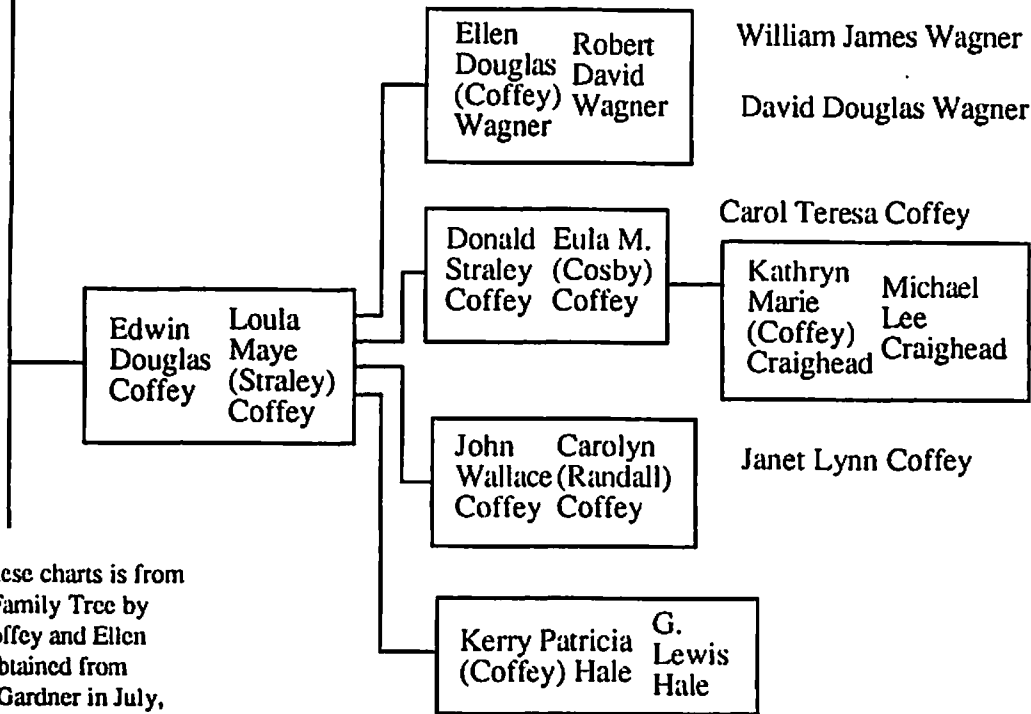 Ellen
Douglas
(Coffey)
Wagner
Robert
David
Wagner
William James Wagner
David Douglas Wagner
Donald
Straley
Coffey
Eula M.
(Cosby)
Coffey
Carol Teresa Coffey
Kathryn
Marie
(Coffey)
Craighead
Michael
Lee
Craighead
Edwin
Douglas
Coffey
Loula
Maye
(Straley)
Coffey
John
Wallace
Coffey
Carolyn
(Randall)
Coffey
Janet Lynn Coffey
Kerry Patricia
(Coffey) Hale
G.
Lewis
Hale
charts is from
Family Tree by
and Ellen
from
Gardner in July,